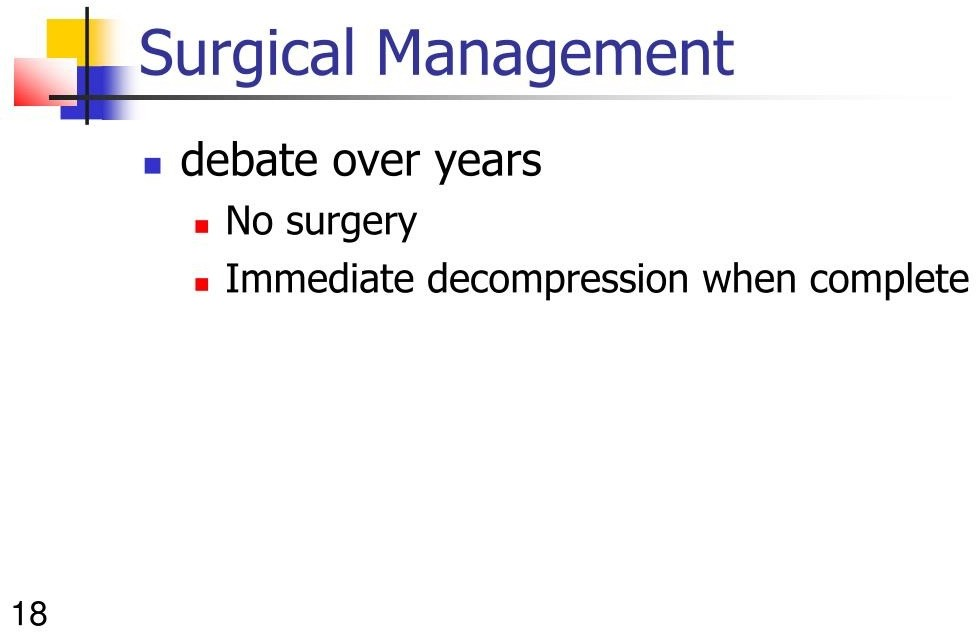 Surgical Management
debate over years
No surgery
Immediate decompression when complete
18